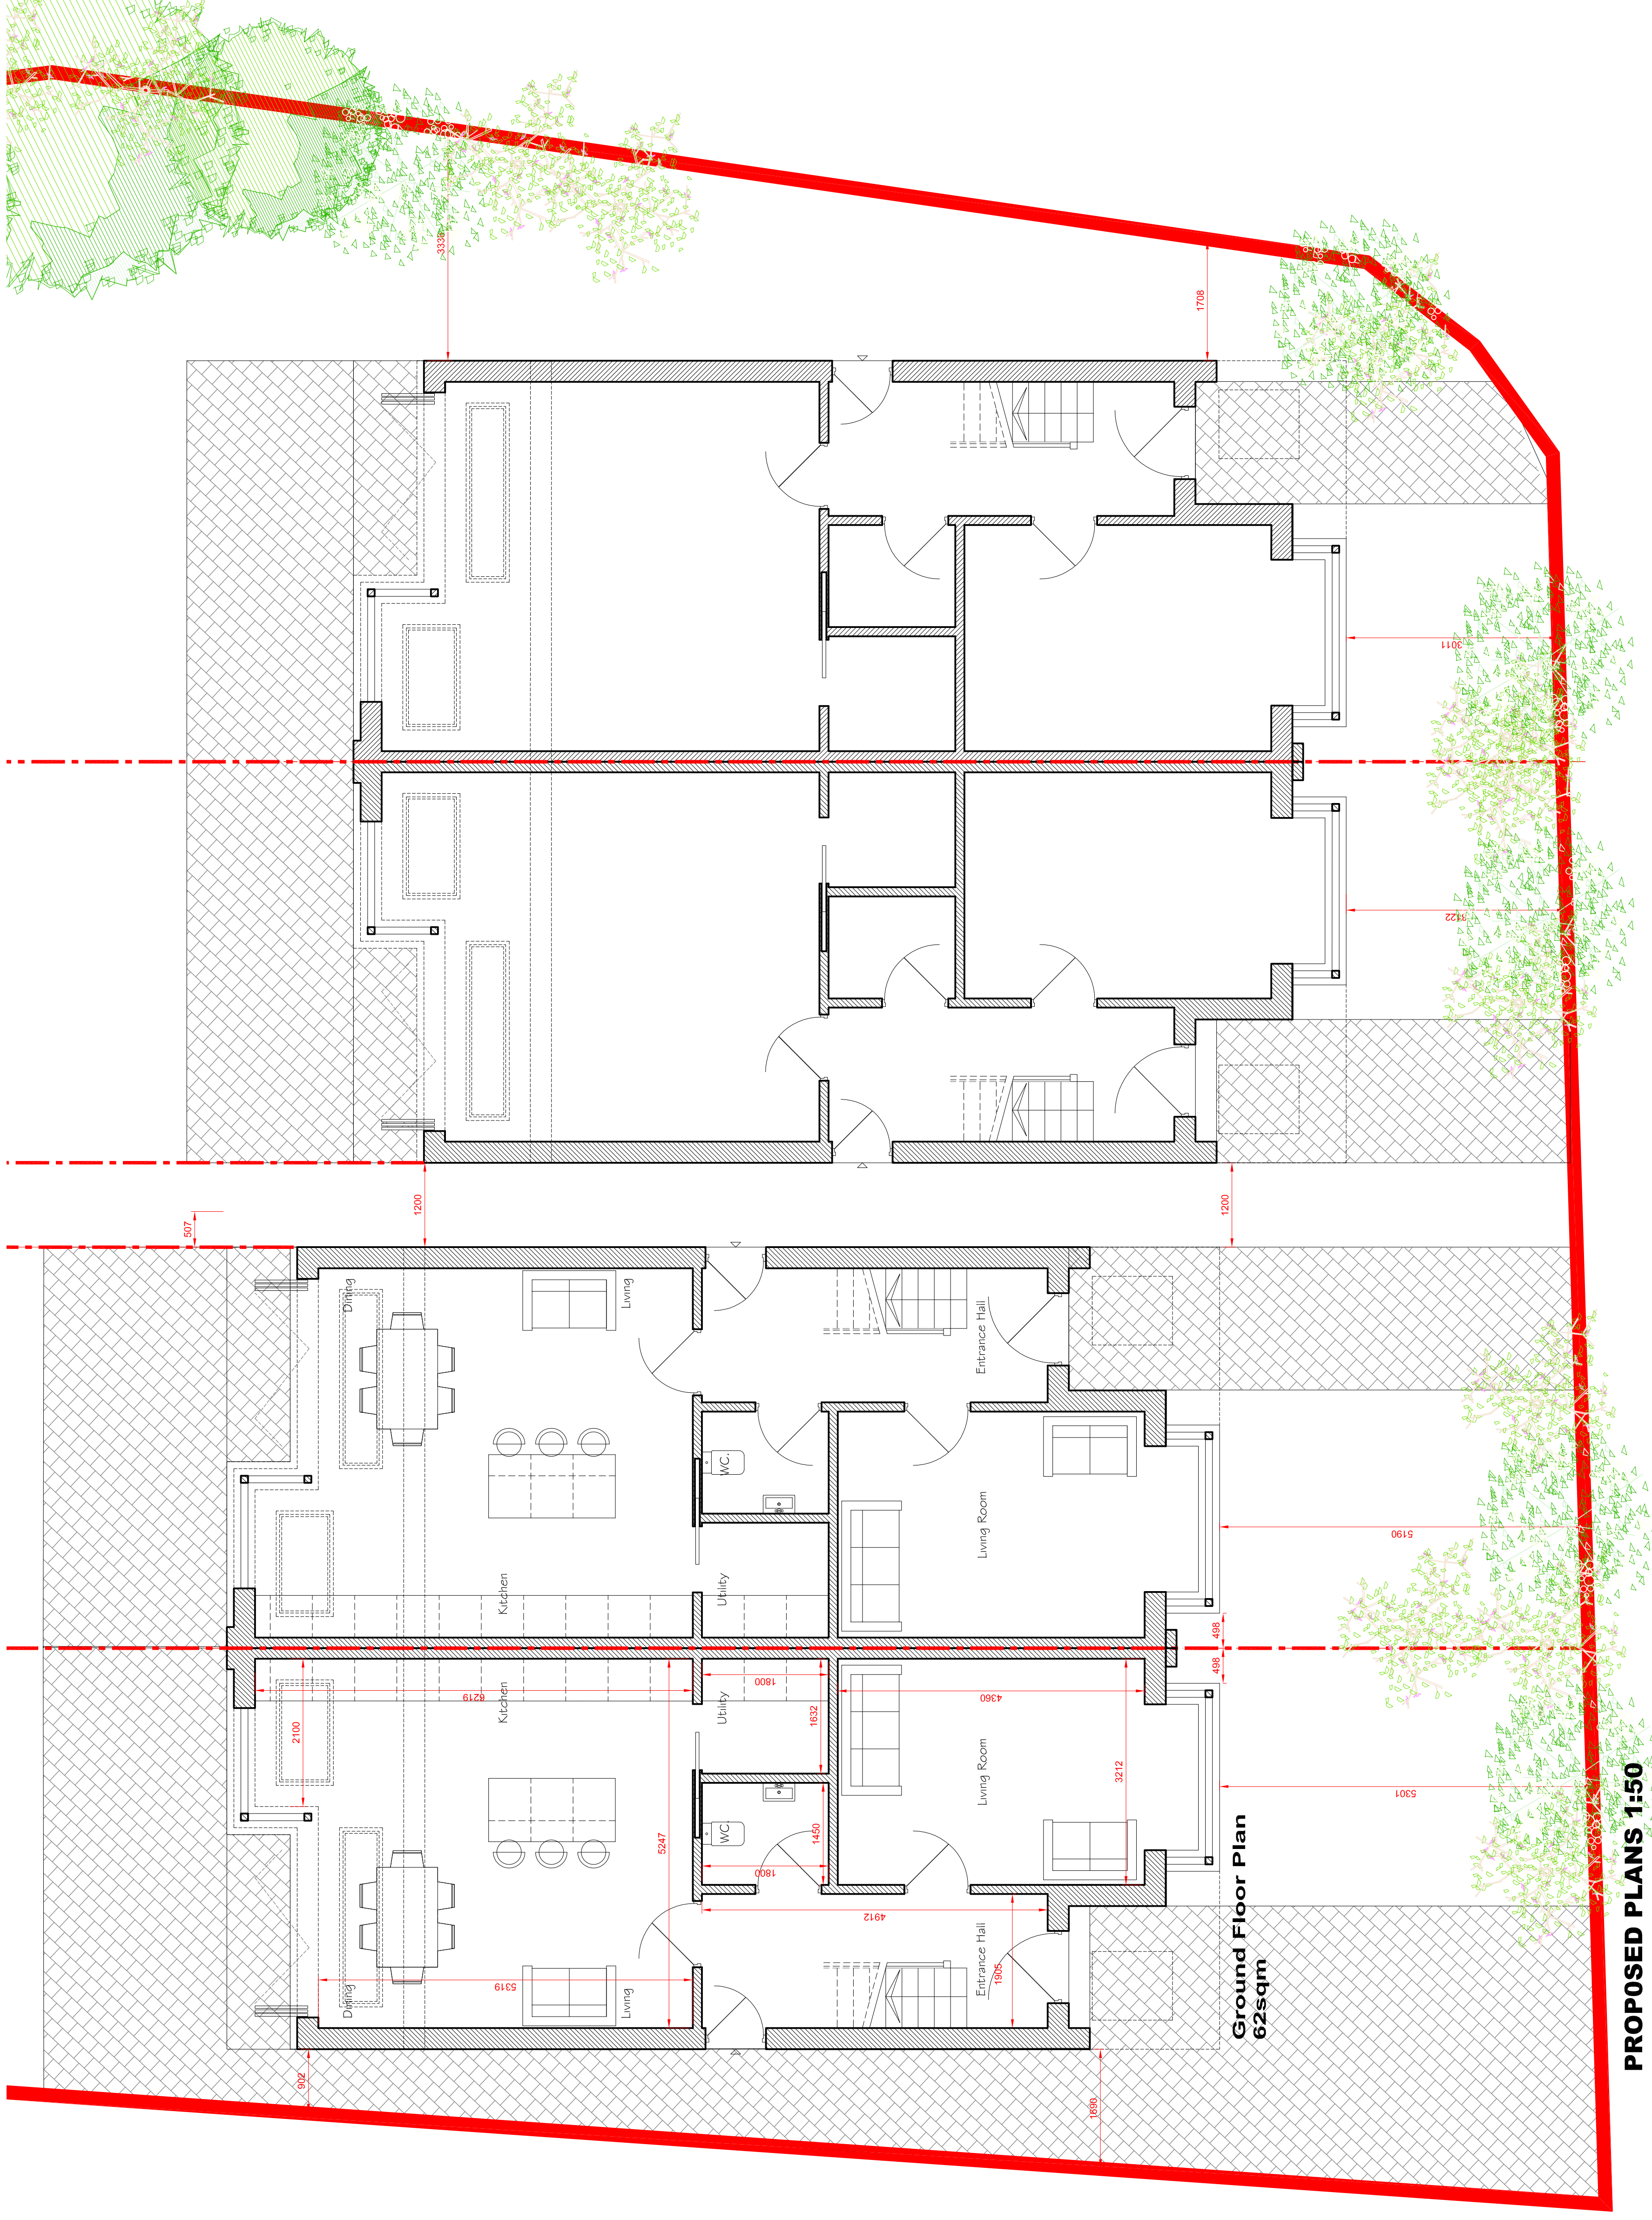 3336
1708
3011
3122
1200
1200
507
Dining
Living
Entrance Hall
WC.
Kitchen
Utility
Living Room
5190
498
498
6219
Kitchen
1800
Utility
4360
2100
1632
Living Room
3212
5301
5247
WC.
1450
1800
4912
Dining
5319
Living
Entrance Hall
1905
902
1690
Ground Floor Plan
62sqm
PROPOSED PLANS 1:50